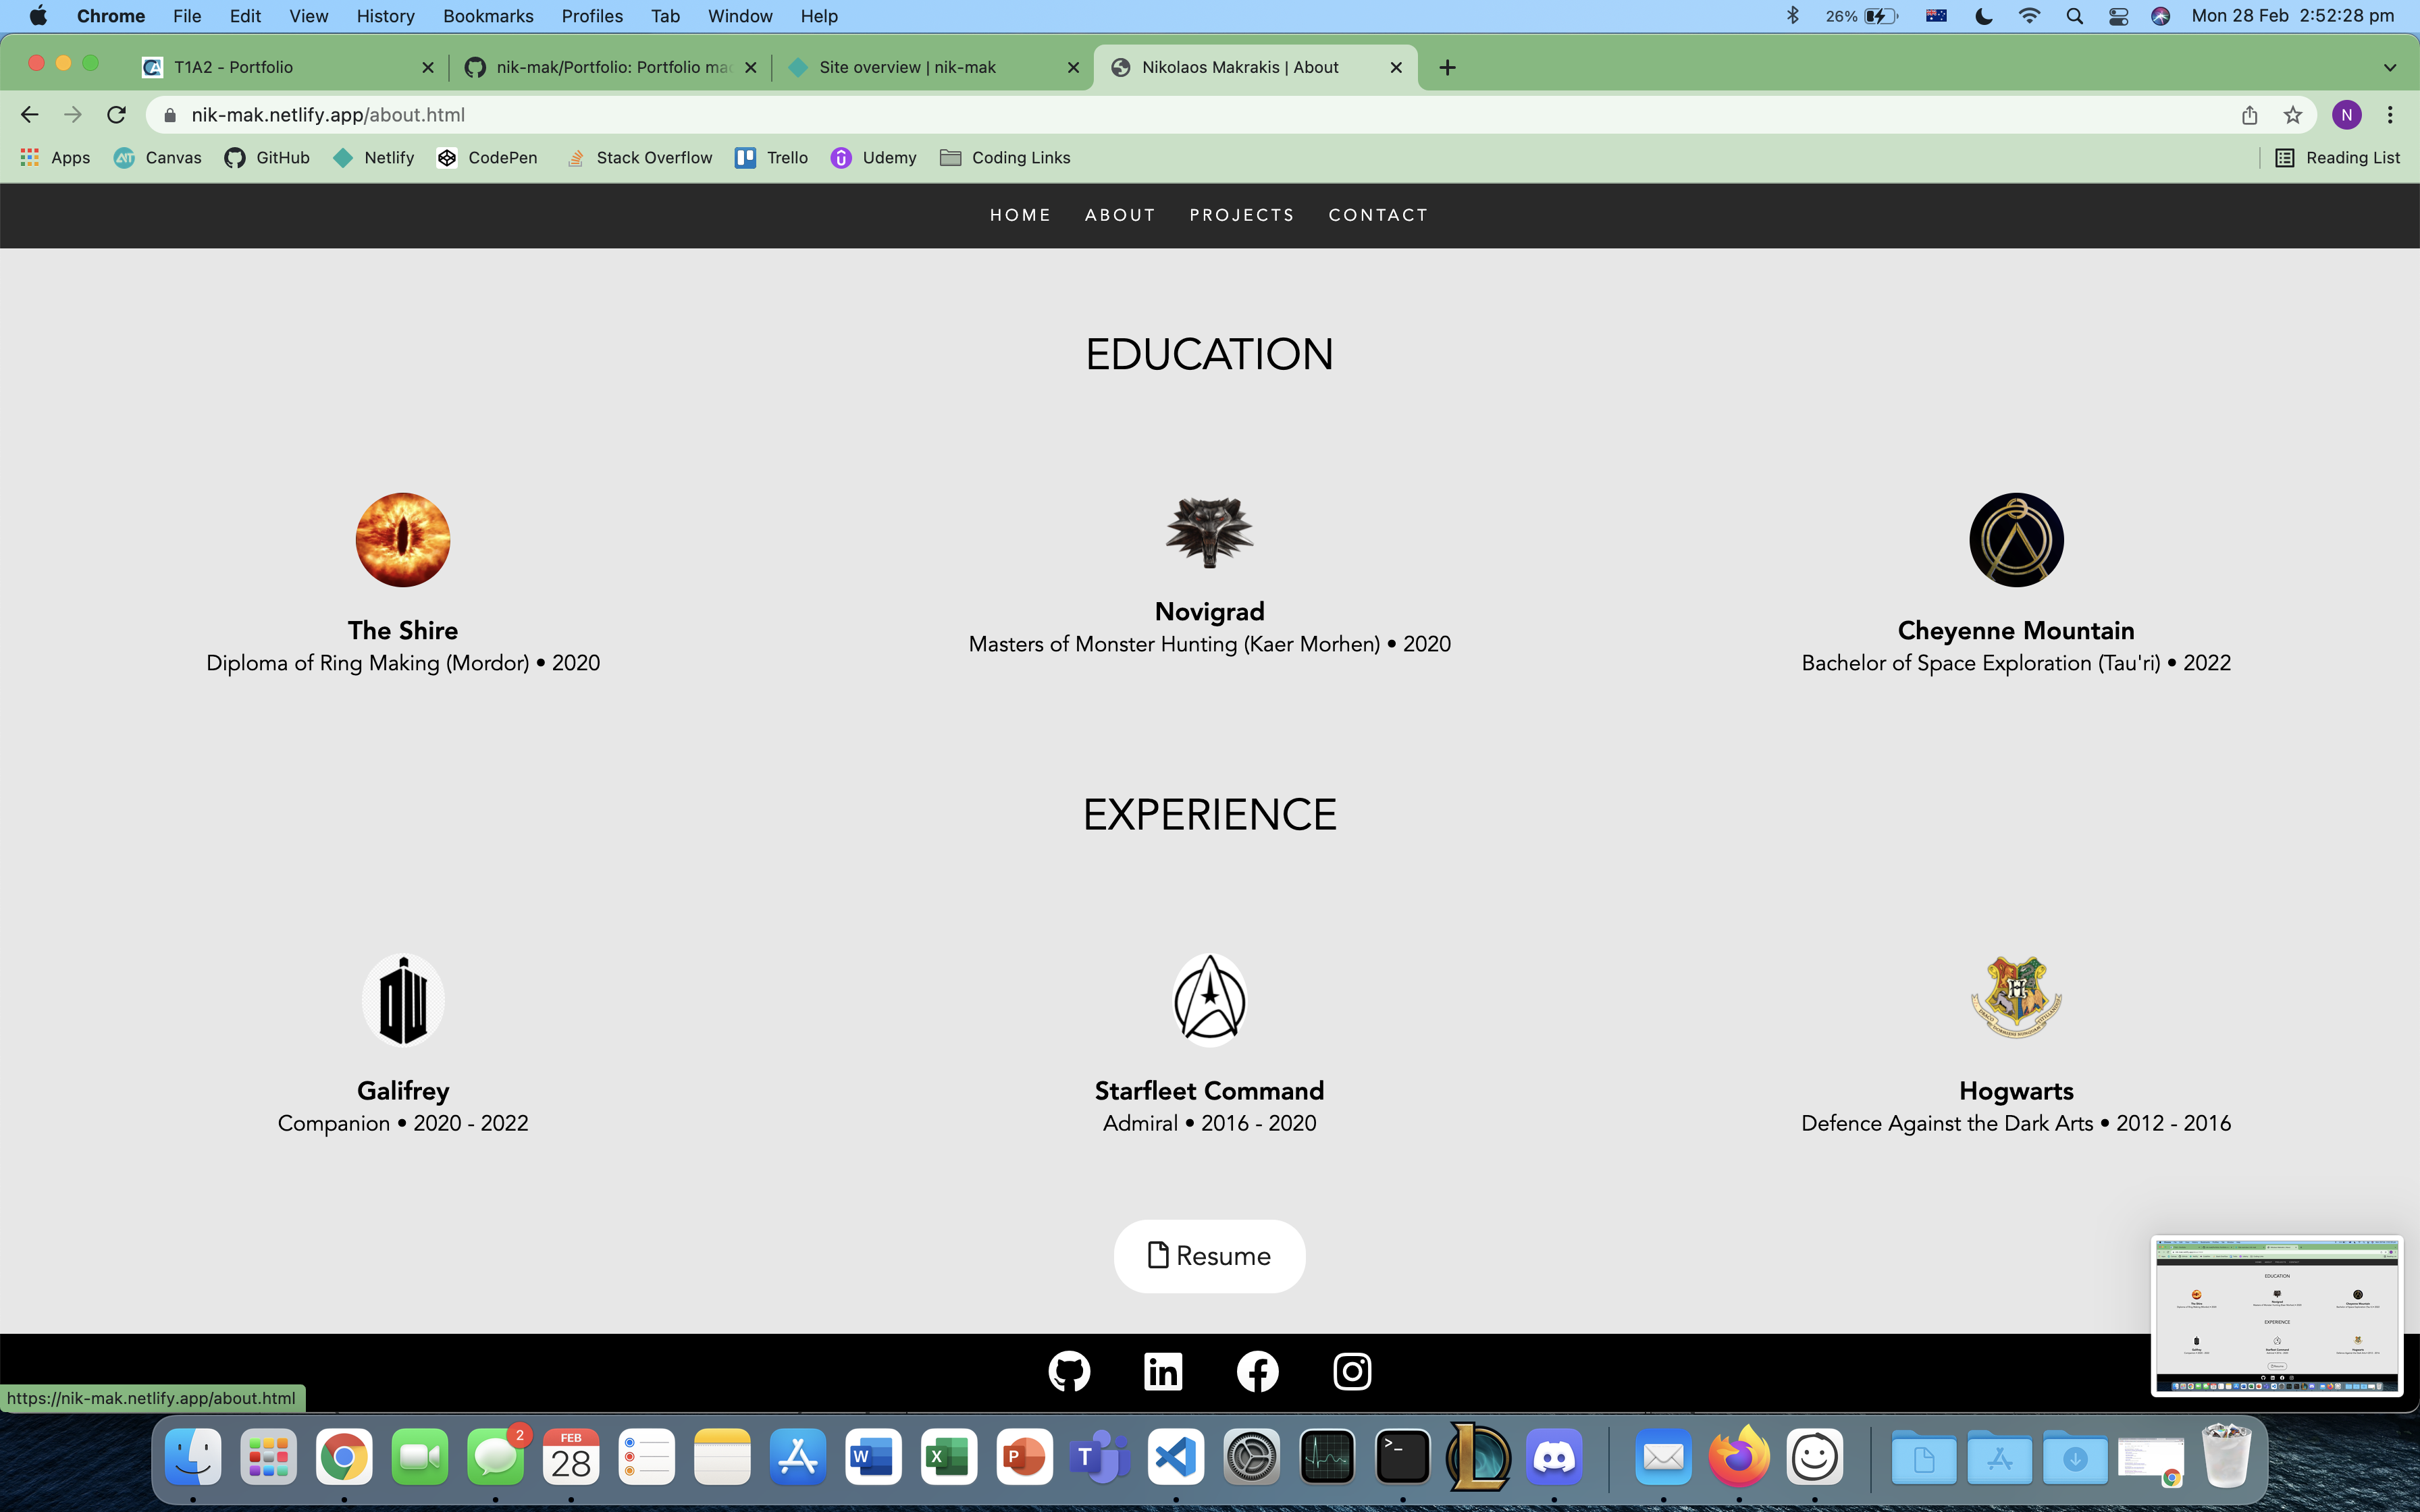 Chrome File Edit View History Bookmarks Profiles Tab Window Help 26% Mon 28 Feb 2:52:28 pm
T1A2 - Portfolio nik-mak/Portfolio: Portfolio mac Site overview | nik-mak Nikolaos Makrakis | About
nik-mak.netlify.app/about.html N
Apps Canvas GitHub Netlify CodePen Stack Overflow Trello Udemy Coding Links Reading List
HOME ABOUT PROJECTS CONTACT
EDUCATION
The Shire
Diploma of Ring Making (Mordor) • 2020
Novigrad
Masters of Monster Hunting (Kaer Morhen) • 2020
Cheyenne Mountain
Bachelor of Space Exploration (Tau'ri) • 2022
EXPERIENCE
DW
Galifrey
Companion • 2020 - 2022
Starfleet Command
Admiral • 2016 - 2020
Hogwarts
Defence Against the Dark Arts • 2012 - 2016
Resume
EDUCATION
EXPERIENCE
in
https://nik-mak.netlify.app/about.html
2
FEB
28
W X P T >_